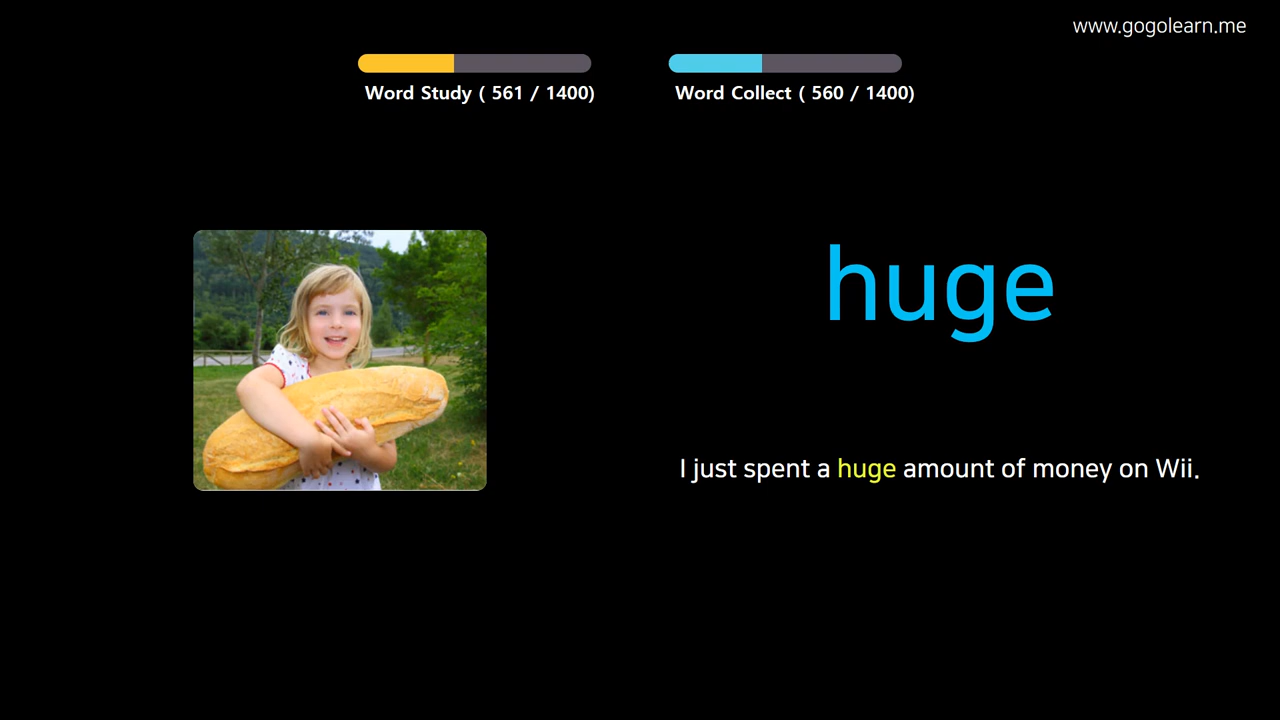 www.gogolearn.me
Word Study ( 561 / 1400)
Word Collect ( 560 / 1400)
huge
I just spent a huge amount of money on Wii.